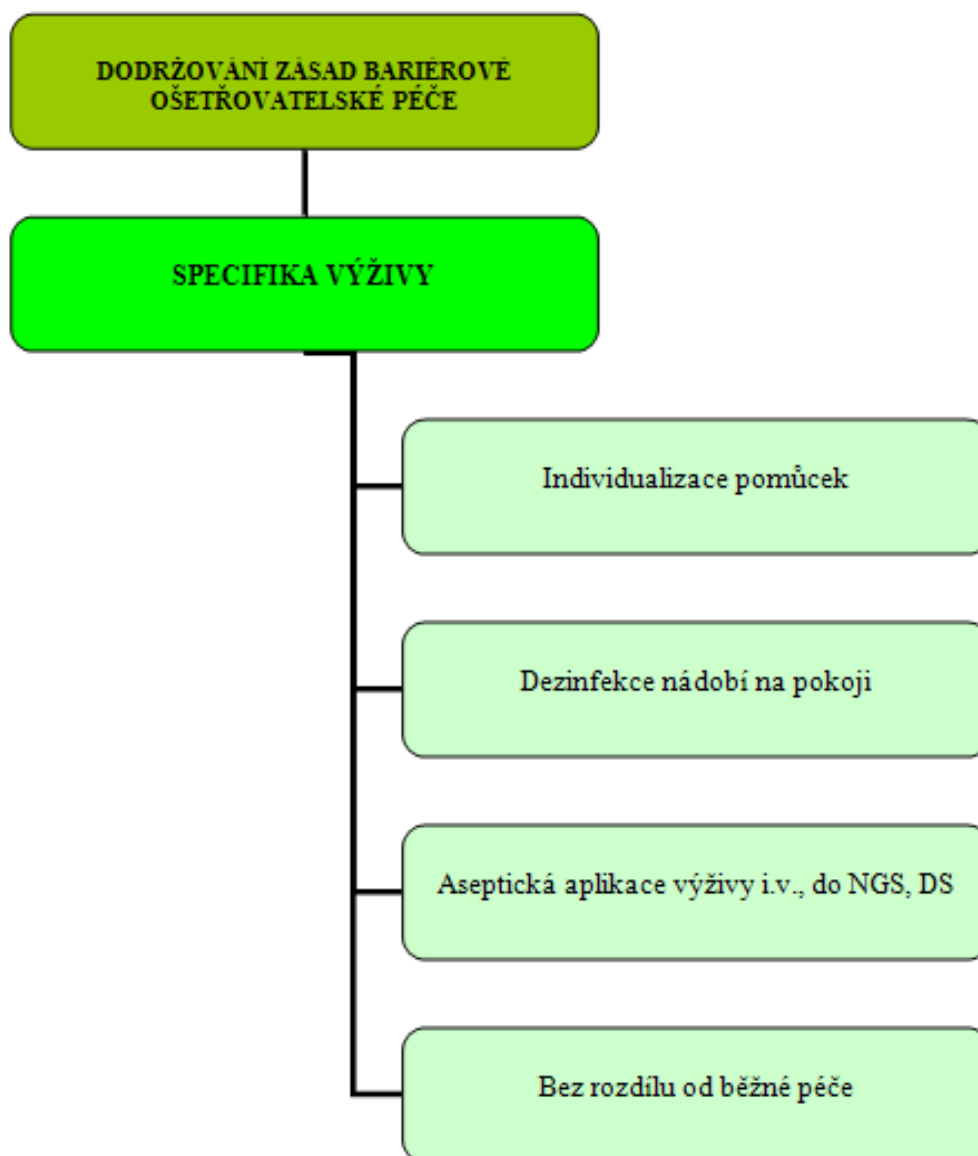 DODRŽOVÁNÍ ZÁSAD BARIÉROVÉ
OŠETŘOVATELSKÉ PÉČE
SPECIFIKA VÝŽIVY
Individualizace pomůcek
Dezinfekce nádobí na pokoji
Aseptická aplikace výživy i.v., do NGS, DS
Bez rozdílu od běžné péče